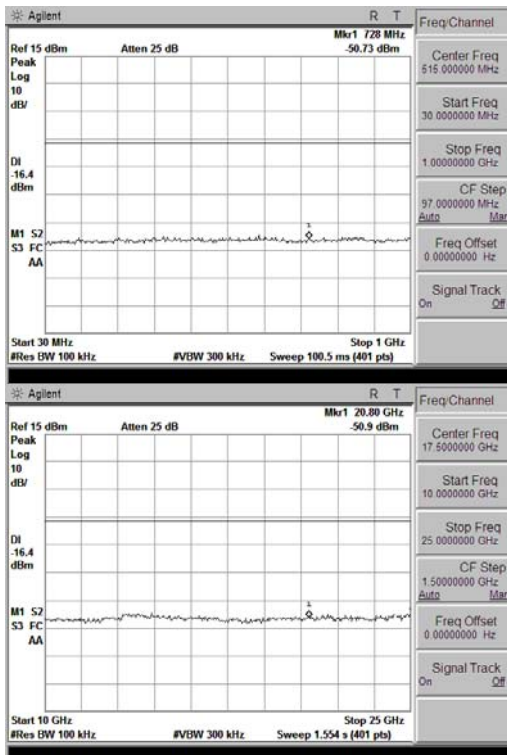 Agilent R T
Mkr1 728 MHz
Ref 15 dBm Atten 25 dB -50.73 dBm
Peak
Log
10
dB/
DI
-16.4
dBm
M1 S2
S3 FC
AA
1
Start 30 MHz Stop 1 GHz
#Res BW 100 kHz #VBW 300 kHz Sweep 100.5 ms (401 pts)
Freq/Channel
Center Freq
515.000000 MHz
Start Freq
30.0000000 MHz
Stop Freq
1.00000000 GHz
CF Step
97.0000000 MHz
Auto Man
Freq Offset
0.00000000 Hz
Signal Track
On Off
Agilent R T
Mkr1 20.80 GHz
Ref 15 dBm Atten 25 dB -50.9 dBm
Peak
Log
10
dB/
DI
-16.4
dBm
M1 S2
S3 FC
AA
1
Start 10 GHz Stop 25 GHz
#Res BW 100 kHz #VBW 300 kHz Sweep 1.554 s (401 pts)
Freq/Channel
Center Freq
17.5000000 GHz
Start Freq
10.0000000 GHz
Stop Freq
25.0000000 GHz
CF Step
1.50000000 GHz
Auto Man
Freq Offset
0.00000000 Hz
Signal Track
On Off